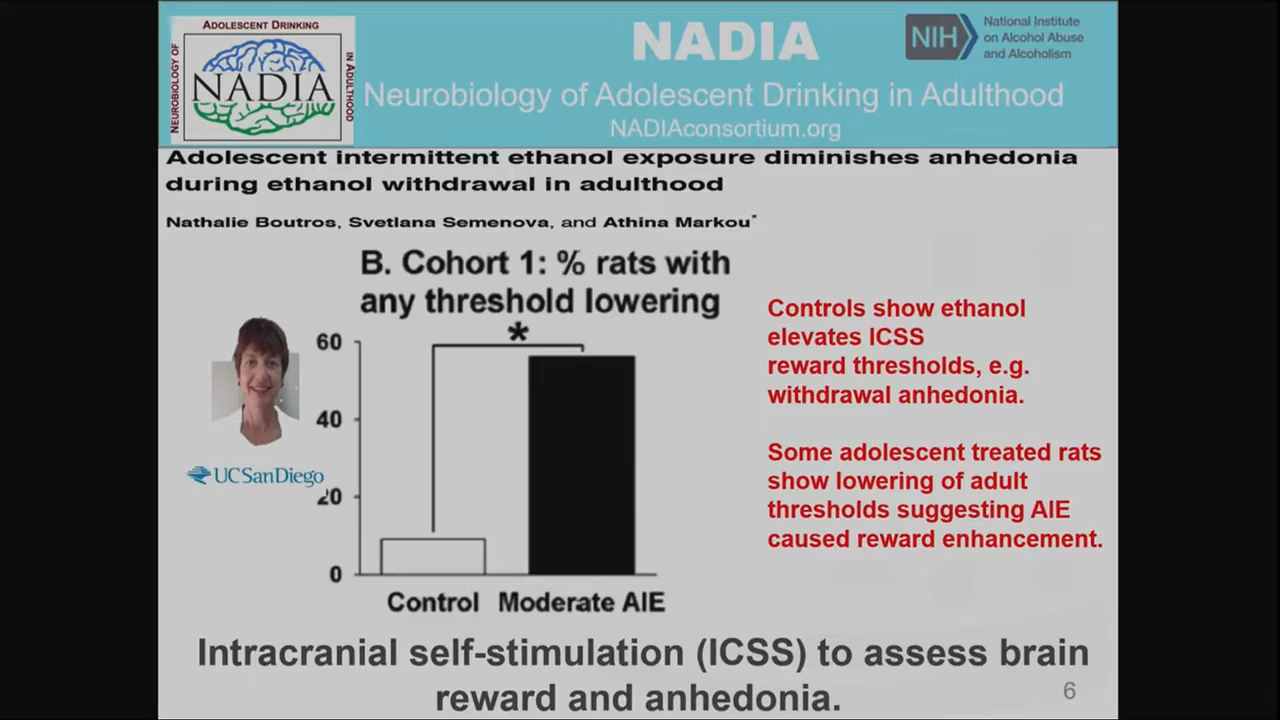 ADOLESCENT DRINKING
NEUROBIOLOGY OF
NADIA
IN ADULTHOOD
NADIA
Neurobiology of Adolescent Drinking in Adulthood
NADIAconsortium.org
NIH
National Institute
on Alcohol Abuse
and Alcoholism
Adolescent intermittent ethanol exposure diminishes anhedonia
during ethanol withdrawal in adulthood
Nathalie Boutros, Svetlana Semenova, and Athina Markou*
B. Cohort 1: % rats with
any threshold lowering
*
60
40
20
0
Control
Moderate AIE
UC San Diego
Controls show ethanol
elevates ICSS
reward thresholds, e.g.
withdrawal anhedonia.
Some adolescent treated rats
show lowering of adult
thresholds suggesting AIE
caused reward enhancement.
Intracranial self-stimulation (ICSS) to assess brain
reward and anhedonia.
6